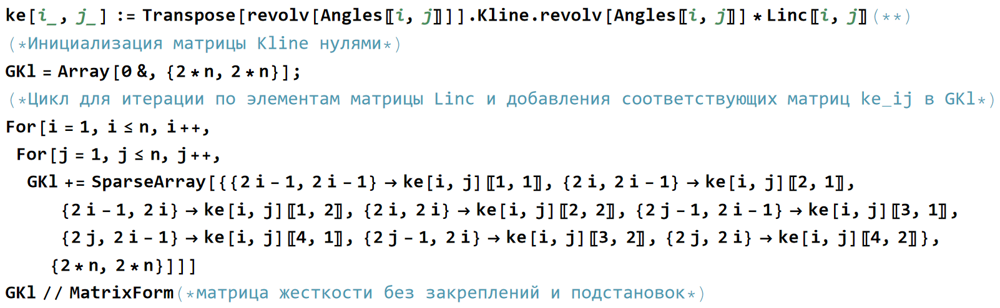 ke[i_, j_] := Transpose[revolv[Angles〚i, j〛]].Kline.revolv[Angles〚i, j〛] * Linc〚i, j〛(**)
(*Инициализация матрицы Kline нулями*)
GKl = Array[0 &, {2 * n, 2 * n}];
(*Цикл для итерации по элементам матрицы Linc и добавления соответствующих матриц ke_ij в GKl*)
For[i = 1, i ≤ n, i++,
For[j = 1, j ≤ n, j++,
GKl += SparseArray[{{2 i - 1, 2 i - 1} → ke[i, j]〚1, 1〛, {2 i, 2 i - 1} → ke[i, j]〚2, 1〛,
{2 i - 1, 2 i} → ke[i, j]〚1, 2〛, {2 i, 2 i} → ke[i, j]〚2, 2〛, {2 j - 1, 2 i - 1} → ke[i, j]〚3, 1〛,
{2 j, 2 i - 1} → ke[i, j]〚4, 1〛, {2 j - 1, 2 i} → ke[i, j]〚3, 2〛, {2 j, 2 i} → ke[i, j]〚4, 2〛},
{2 * n, 2 * n}]]]
GKl // MatrixForm(*матрица жесткости без закреплений и подстановок*)